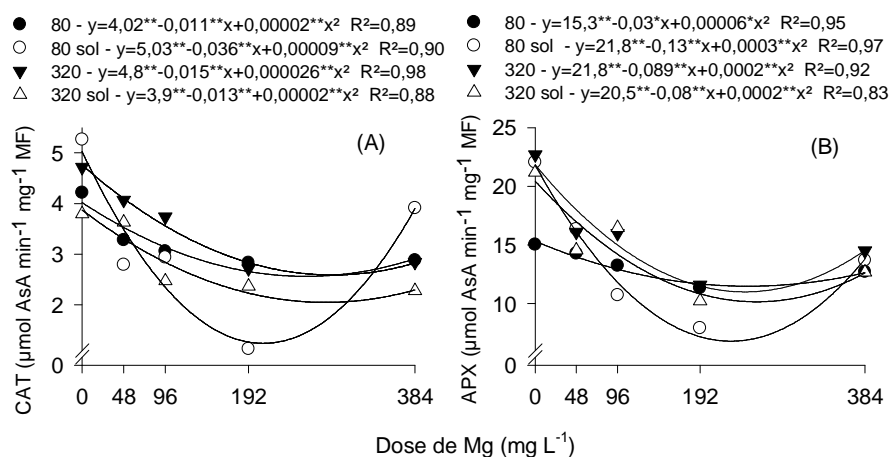 80 - y=4,02**-0,011**x+0,00002**x² R²=0,89
80 sol - y=5,03**-0,036**x+0,00009**x² R²=0,90
320 - y=4,8**-0,015**x+0,000026**x² R²=0,98
320 sol - y=3,9**-0,013**+0,00002**x² R²=0,88
80 - y=15,3**-0,03*x+0,00006*x² R²=0,95
80 sol - y=21,8**-0,13**x+0,0003**x² R²=0,97
320 - y=21,8**-0,089**x+0,0002**x² R²=0,92
320 sol - y=20,5**-0,08**x+0,0002**x² R²=0,83
(A)
CAT (µmol AsA min⁻¹ mg⁻¹ MF)
5
4
3
2
0
0 48 96 192 384
(B)
APX (µmol AsA min⁻¹ mg⁻¹ MF)
25
20
15
10
0
0 48 96 192 384
Dose de Mg (mg L⁻¹)